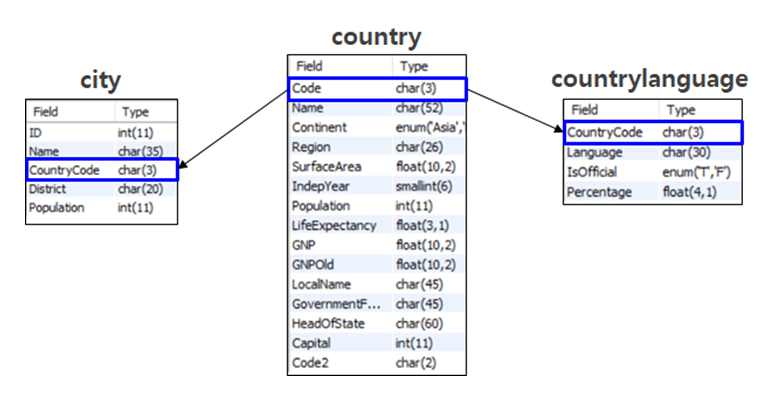 city
Field Type
ID int(11)
Name char(35)
CountryCode char(3)
District char(20)
Population int(11)
country
Field Type
Code char(3)
Name char(52)
Continent enum('Asia','
Region char(26)
SurfaceArea float(10,2)
IndepYear smallint(6)
Population int(11)
LifeExpectancy float(3,1)
GNP float(10,2)
GNPOld float(10,2)
LocalName char(45)
GovernmentF... char(45)
HeadOfState char(60)
Capital int(11)
Code2 char(2)
countrylanguage
Field Type
CountryCode char(3)
Language char(30)
IsOfficial enum('T','F')
Percentage float(4,1)